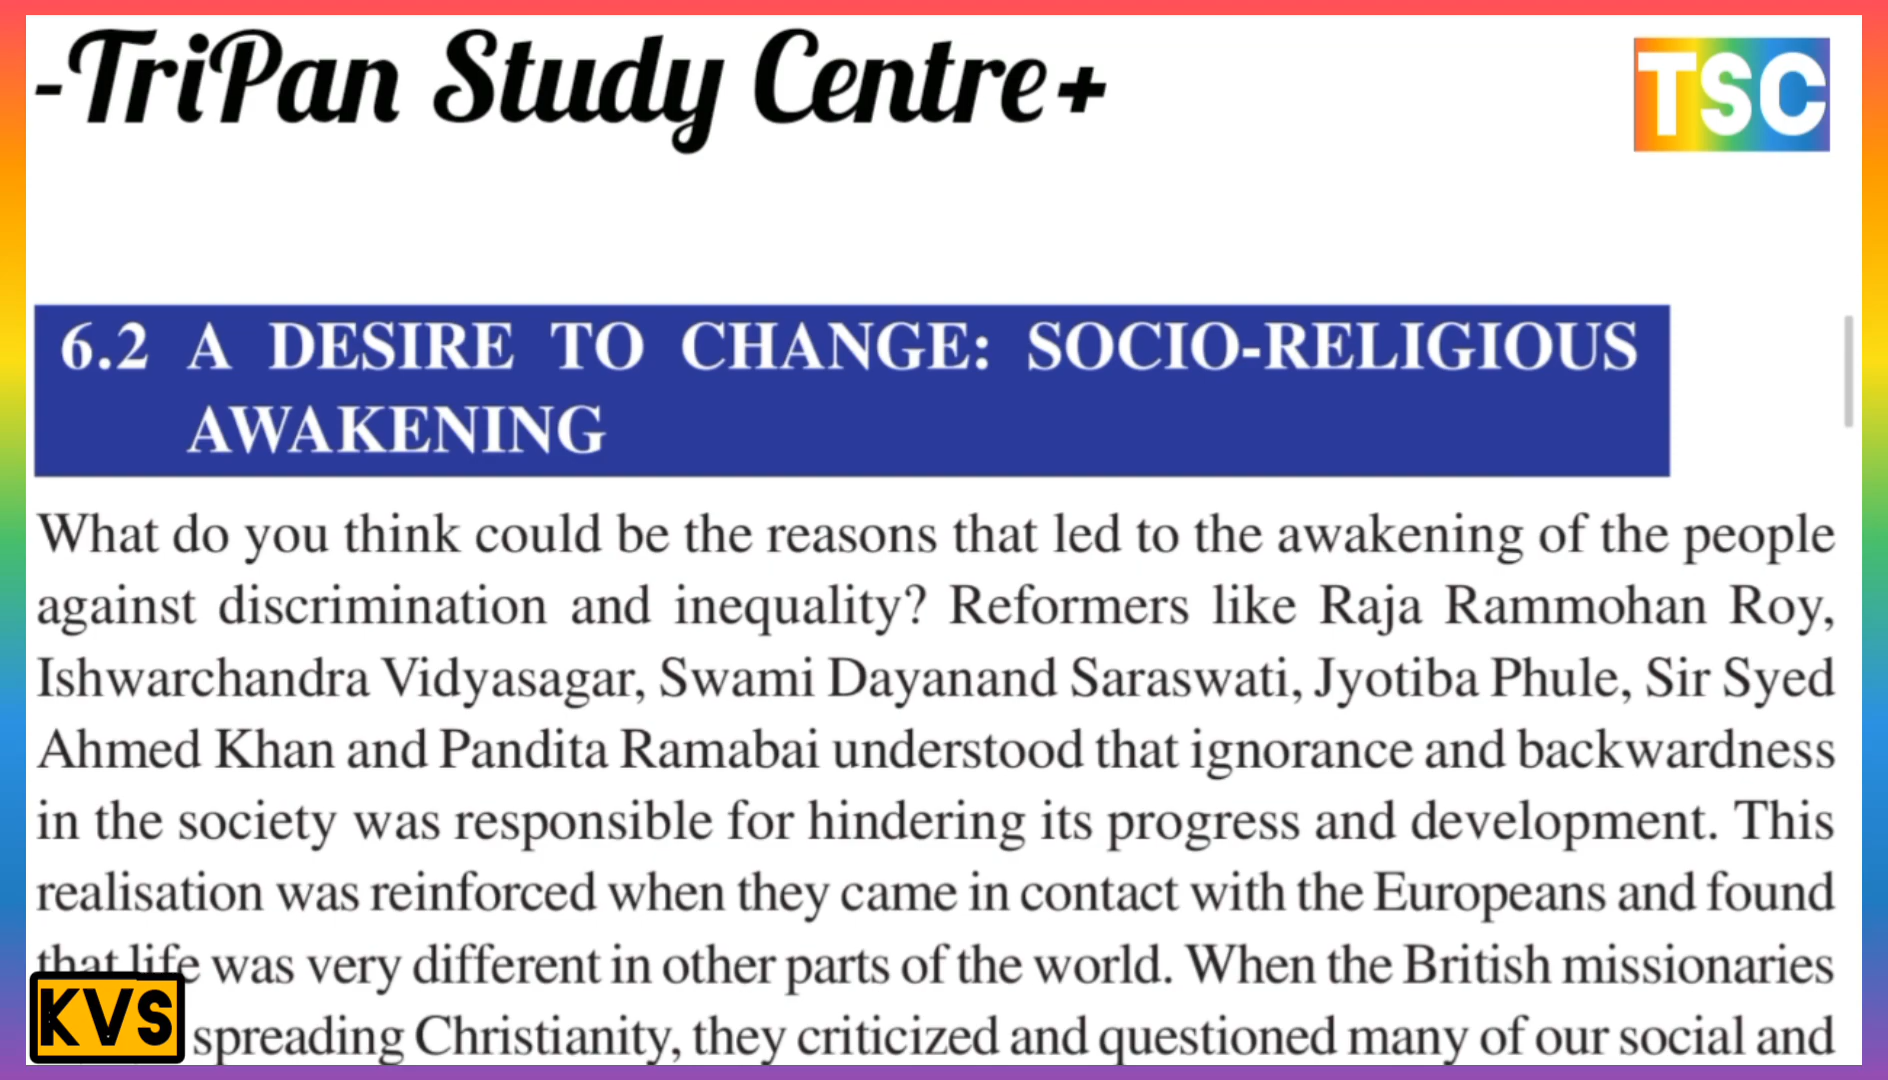 -TriPan Study Centre+
TSC
6.2 A DESIRE TO CHANGE: SOCIO-RELIGIOUS
AWAKENING
What do you think could be the reasons that led to the awakening of the people
against discrimination and inequality? Reformers like Raja Rammohan Roy,
Ishwarchandra Vidyasagar, Swami Dayanand Saraswati, Jyotiba Phule, Sir Syed
Ahmed Khan and Pandita Ramabai understood that ignorance and backwardness
in the society was responsible for hindering its progress and development. This
realisation was reinforced when they came in contact with the Europeans and found
that life was very different in other parts of the world. When the British missionaries
KVS
spreading Christianity, they criticized and questioned many of our social and